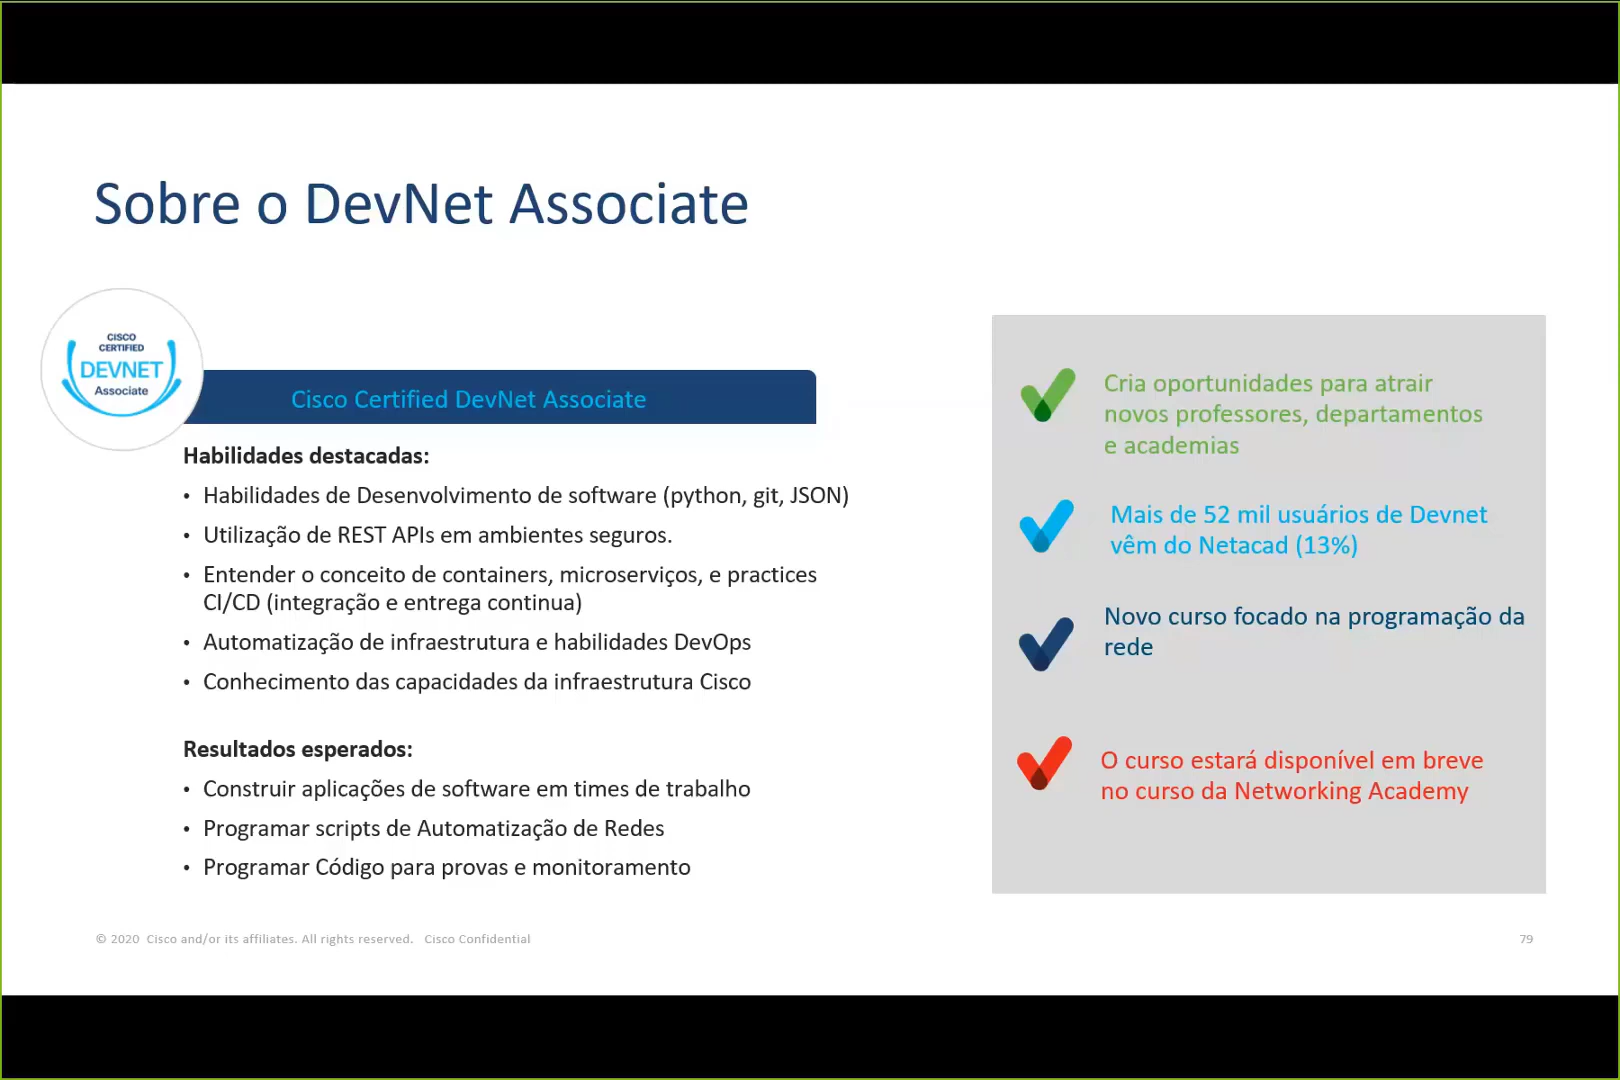 Sobre o DevNet Associate
CISCO
CERTIFIED
DEVNET
Associate
Cisco Certified DevNet Associate
Habilidades destacadas:
• Habilidades de Desenvolvimento de software (python, git, JSON)
• Utilização de REST APIs em ambientes seguros.
• Entender o conceito de containers, microserviços, e practices
CI/CD (integração e entrega continua)
• Automatização de infraestrutura e habilidades DevOps
• Conhecimento das capacidades da infraestrutura Cisco
Resultados esperados:
• Construir aplicações de software em times de trabalho
• Programar scripts de Automatização de Redes
• Programar Código para provas e monitoramento
Cria oportunidades para atrair
novos professores, departamentos
e academias
Mais de 52 mil usuários de Devnet
vêm do Netacad (13%)
Novo curso focado na programação da
rede
O curso estará disponível em breve
no curso da Networking Academy
© 2020 Cisco and/or its affiliates. All rights reserved. Cisco Confidential
79